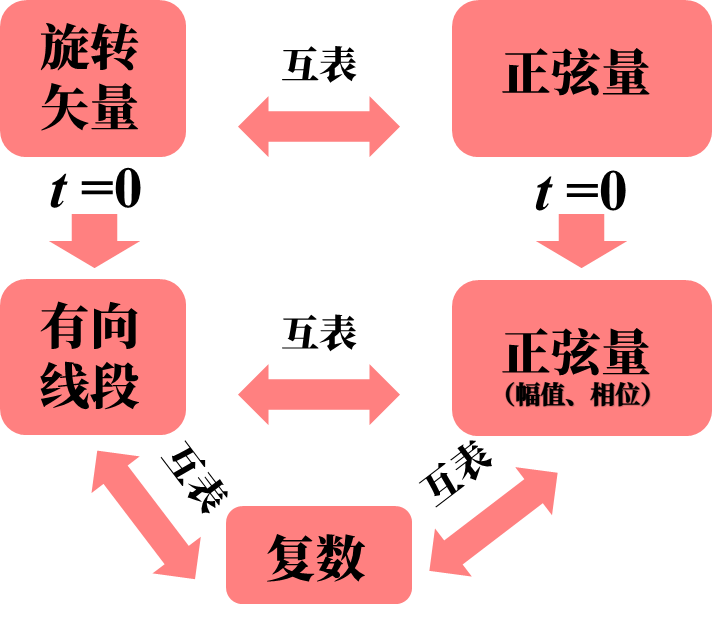 旋转
矢量
互表
正弦量
t =0
t =0
有向
线段
互表
正弦量
(幅值、相位)
互表
互表
复数